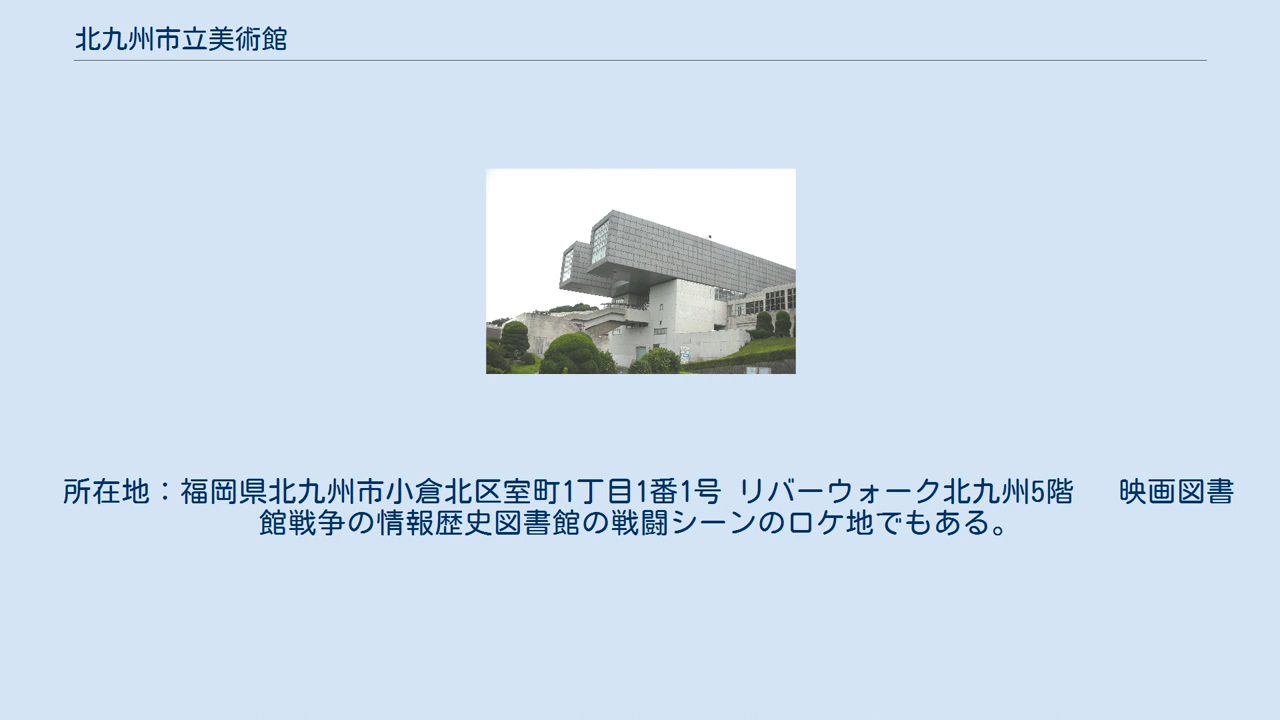 北九州市立美術館
所在地：福岡県北九州市小倉北区室町1丁目1番1号 リバーウォーク北九州5階　映画図書
館戦争の情報歴史図書館の戦闘シーンのロケ地でもある。